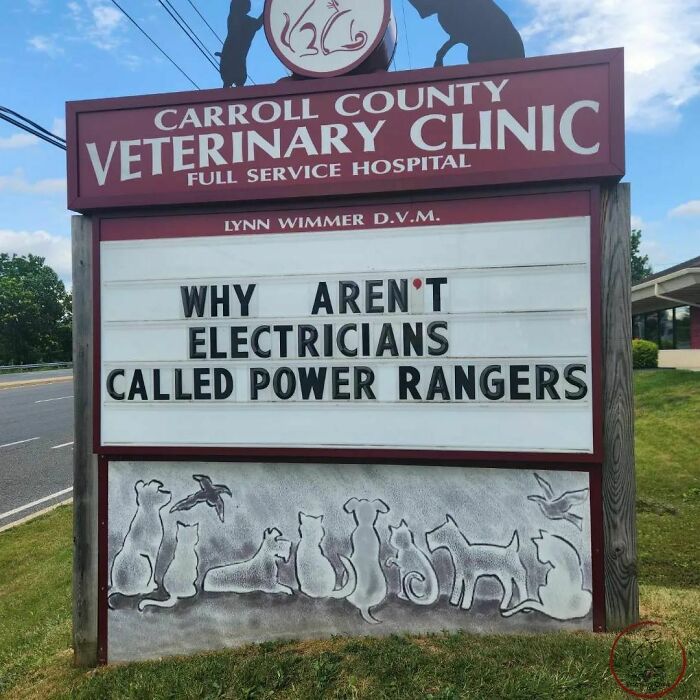 CARROLL COUNTY
VETERINARY CLINIC
FULL SERVICE HOSPITAL
LYNN WIMMER D.V.M.
WHY AREN'T
ELECTRICIANS
CALLED POWER RANGERS